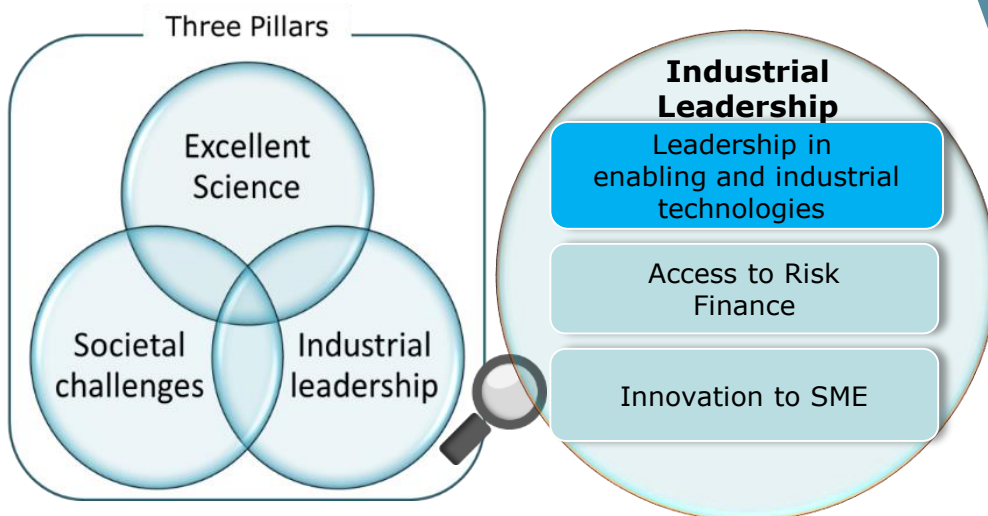 Three Pillars
Excellent
Science
Societal
challenges
Industrial
leadership
Industrial
Leadership
Leadership in
enabling and industrial
technologies
Access to Risk
Finance
Innovation to SME